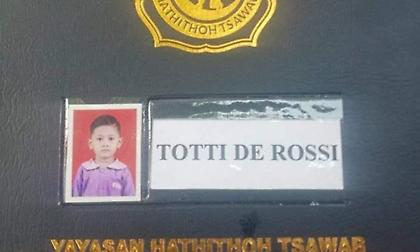 HATHITHOH TSAWAB
TOTTI DE ROSSI
YAYASAN HATHITHOH TSAWAB